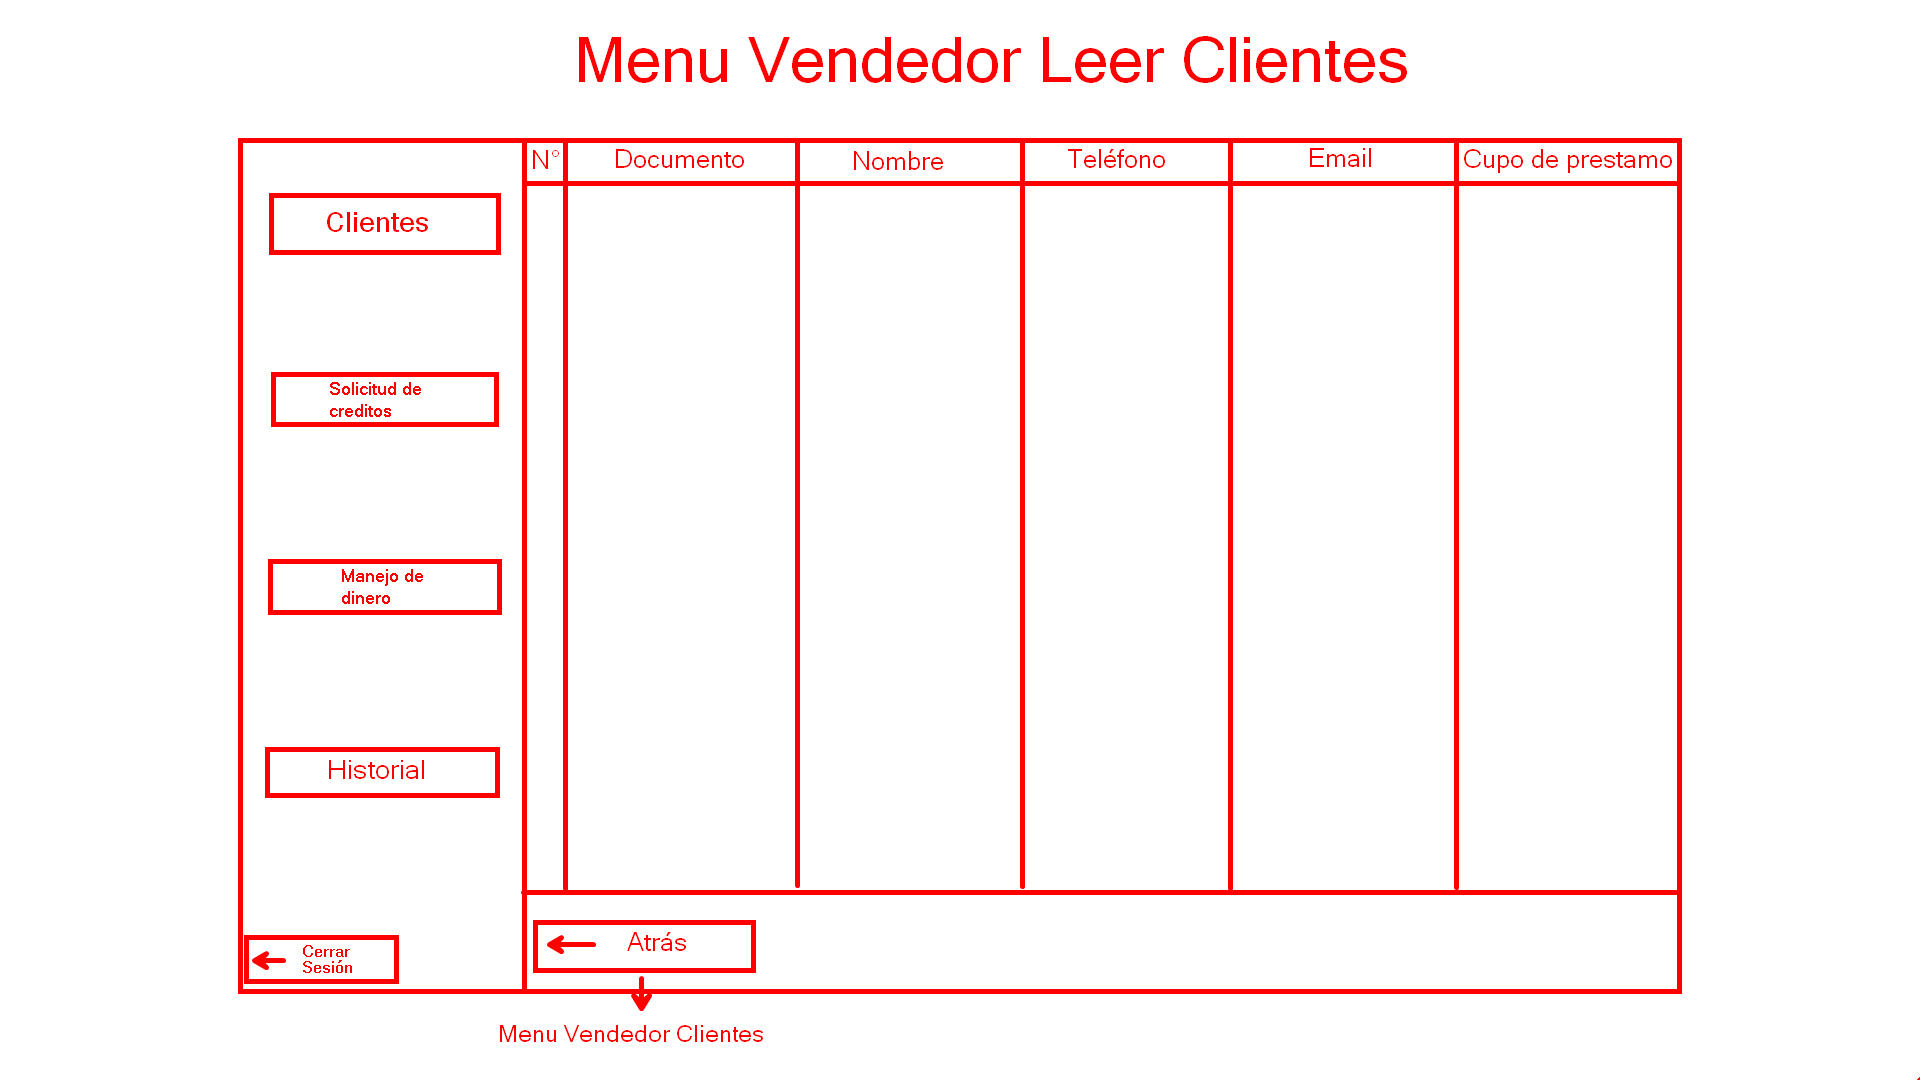 Menu Vendedor Leer Clientes
N° Documento Nombre Teléfono Email Cupo de prestamo
Clientes
Solicitud de
creditos
Manejo de
dinero
Historial
Cerrar
Sesión
Atrás
Menu Vendedor Clientes